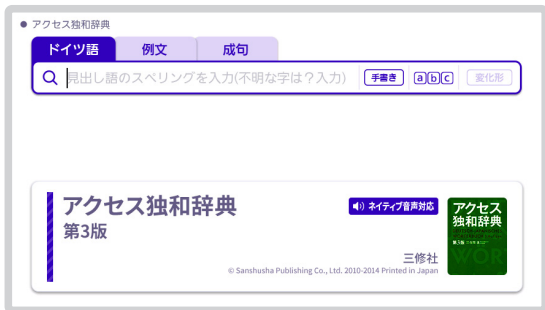 アクセス独和辞典
ドイツ語 例文 成句
見出し語のスペリングを入力(不明な字は？入力) 手書き abc 変化形
アクセス独和辞典
第3版
ネイティブ音声対応
三修社
© Sanshusha Publishing Co., Ltd. 2010-2014 Printed in Japan
アクセス
独和辞典
第3版
WOR